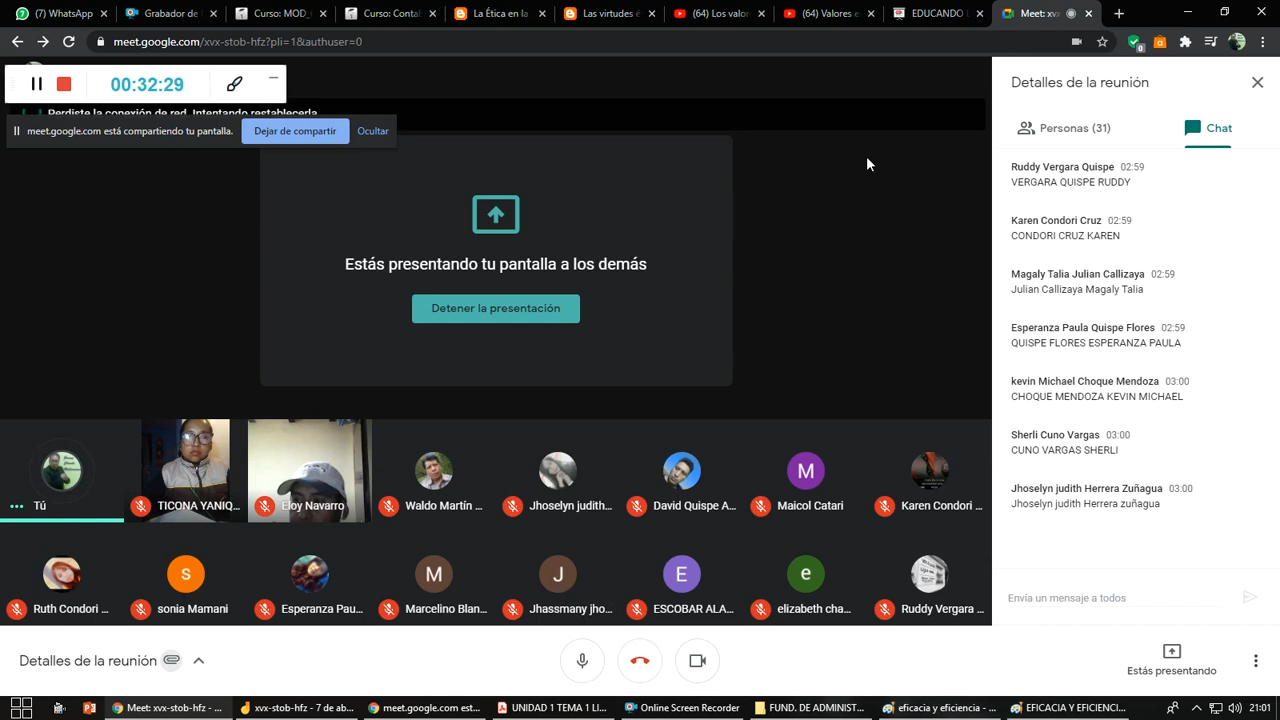 (7) WhatsApp
Grabador de
Curso: MOD_
Curso: Conta
La Ética en la
Las virtudes é
(64) Los valor
(64) Valores e
EDUCANDO L
Meet: xvx
meet.google.com/xvx-stob-hfz?pli=1&authuser=0
00:32:29
Perdiste la conexión de red. Intentando restablecerla
meet.google.com está compartiendo tu pantalla.
Dejar de compartir
Ocultar
Estás presentando tu pantalla a los demás
Detener la presentación
Tú
TICONA YANIQ...
Eloy Navarro
Walter Martín ...
Jhoselyn judith...
David Quispe A...
M
Maicol Catari
Karen Condori ...
Ruth Condori ...
s
sonia Mamani
Esperanza Pau...
M
Marcelino Blan...
J
Jhassmany jho...
E
ESCOBAR ALA...
e
elizabeth cha...
Ruddy Vergara ...
Detalles de la reunión
Personas (31)
Chat
Ruddy Vergara Quispe 02:59
VERGARA QUISPE RUDDY
Karen Condori Cruz 02:59
CONDORI CRUZ KAREN
Magaly Talia Julian Callizaya 02:59
Julian Callizaya Magaly Talia
Esperanza Paula Quispe Flores 02:59
QUISPE FLORES ESPERANZA PAULA
kevin Michael Choque Mendoza 03:00
CHOQUE MENDOZA KEVIN MICHAEL
Sherli Cuno Vargas 03:00
CUNO VARGAS SHERLI
Jhoselyn judith Herrera Zuñagua 03:00
Jhoselyn judith Herrera zuñagua
Envía un mensaje a todos
Detalles de la reunión
Estás presentando
Meet: xvx-stob-hfz - ...
xvx-stob-hfz - 7 de ab...
meet.google.com est...
UNIDAD 1 TEMA 1 LI...
Online Screen Recorder
FUND. DE ADMINIST...
eficacia y eficiencia - ...
EFICACIA Y EFICIENCI...
21:01